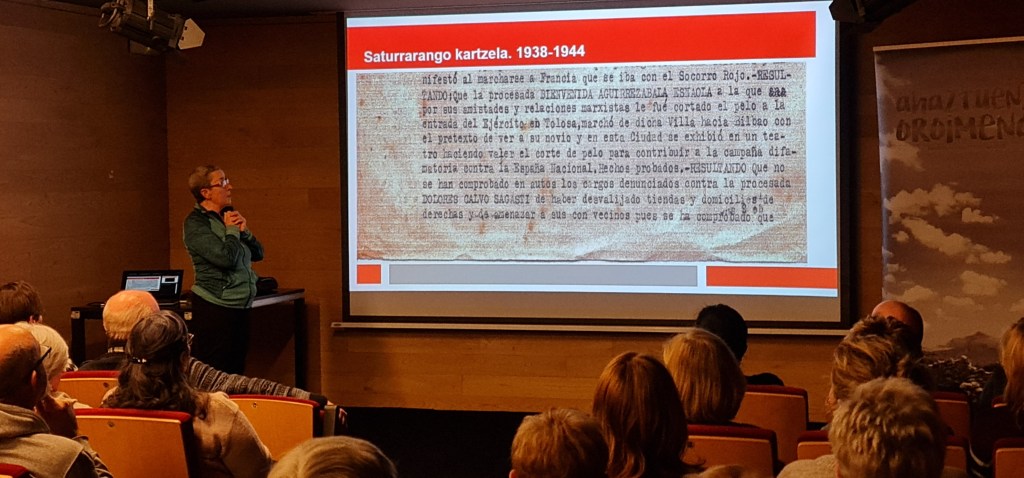 Saturrarango kartzela. 1938-1944
nifestó al marcharse a Francia que se iba con el Socorro Rojo.-RESUL-
TANDO;Que la procesada BIENVENIDA AGUIRREZABALA ESNAOLA a la que
por sus amistades y relaciones marxistas le fué cortado el pelo a la
entrada del Ejército eb Tolosa,marchó de dicha Villa hacia Bilbao con
el pretexto de ver a su novio y en esta Ciudad se exhibió en un tea-
tro haciendo valer el corte de pelo para contribuir a la campaña difa-
matoria contra la España Nacional.Hechos probados.-RESULTANDO Que no
se han comprobado en autos los cargos denunciados contra la procesada
DOLORES CALVO SAGASTI de haber desvalijado tiendas y domicilies de
derechas y de amenazar a sus con vecinos pues se ha comprobado que
AHAZTUEN
OROIMENA